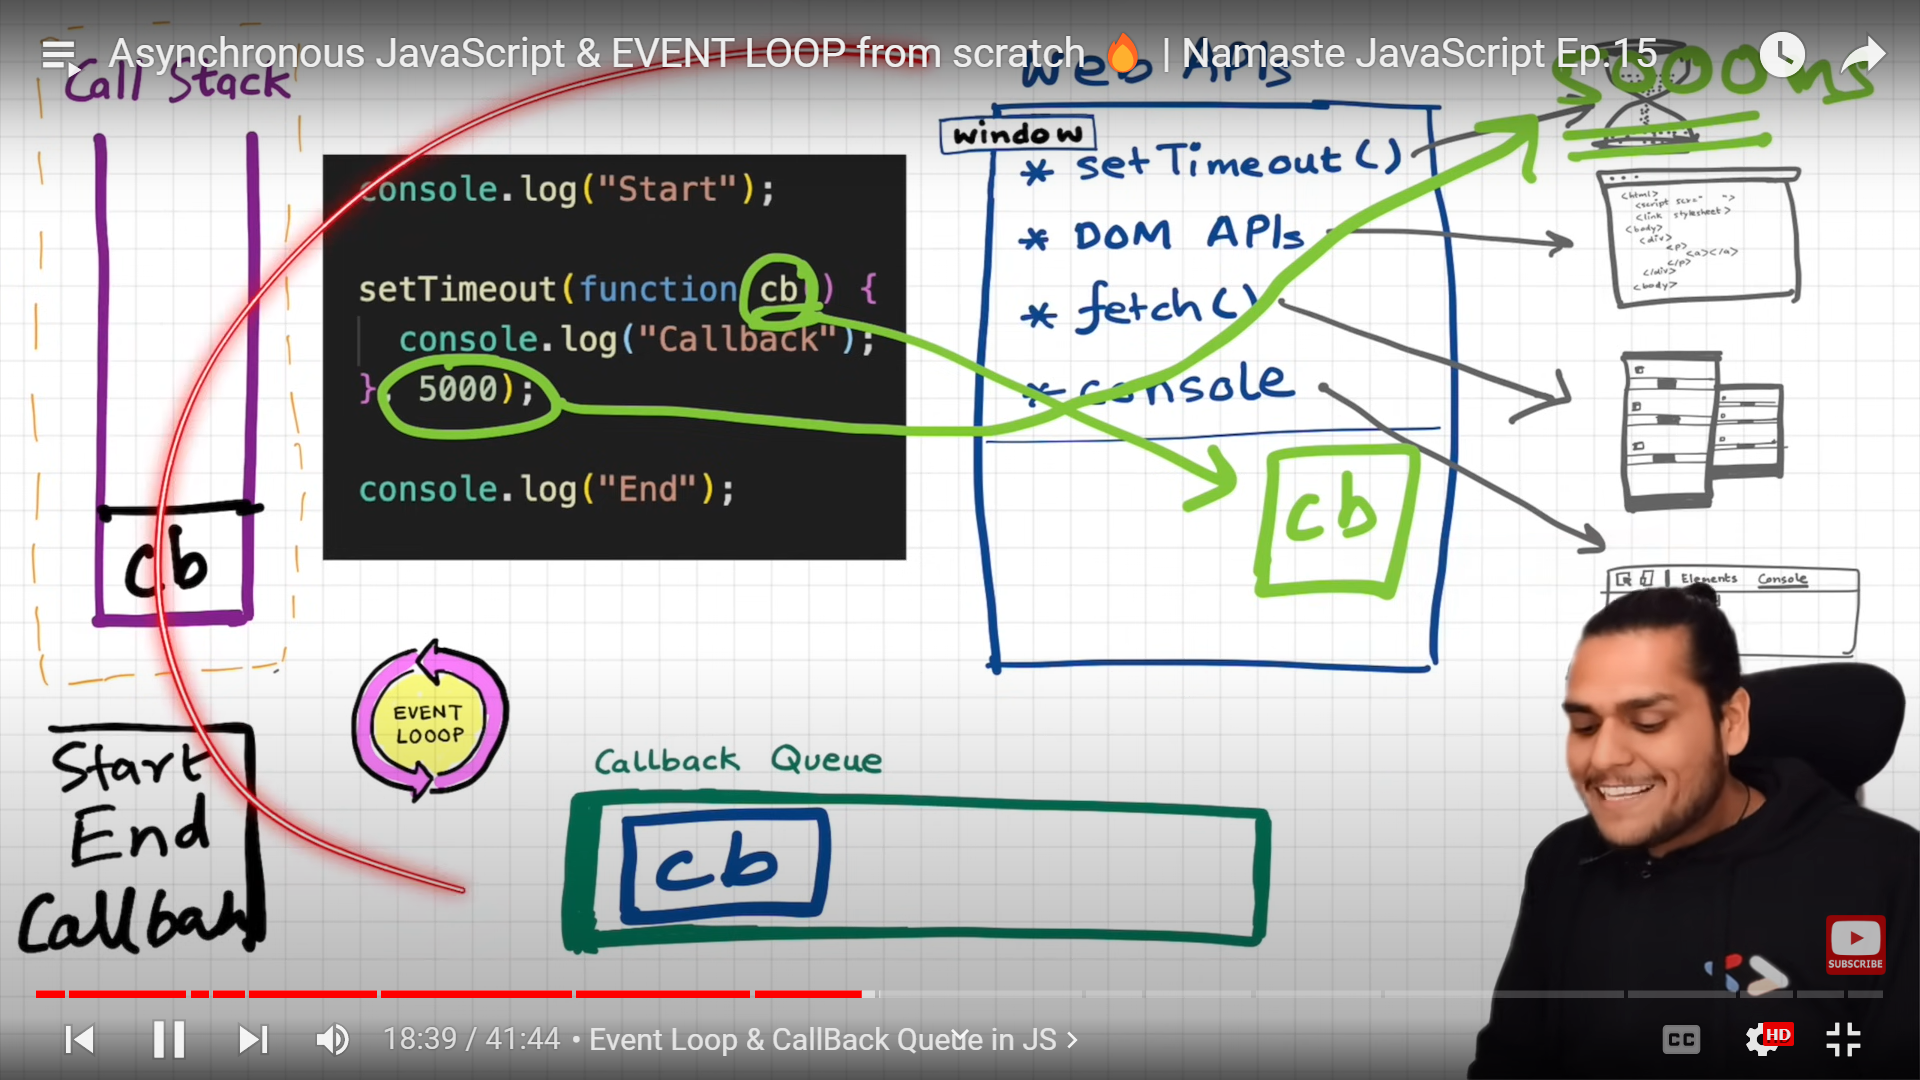 Asynchronous JavaScript & EVENT LOOP from scratch 🔥 | Namaste JavaScript Ep.15
Call Stack
Web APIs
5000ms
window
* setTimeout()
* DOM APIs
* fetch()
* console
console.log("Start");
setTimeout(function cb() {
console.log("Callback");
}, 5000);
console.log("End");
cb
cb
<html>
<link stylesheet>
<body>
<div>
<p>
<a></a>
</p>
</div>
<body>
Elements Console
EVENT
LOOOP
Start
End
Callback
Callback Queue
cb
SUBSCRIBE
18:39 / 41:44 • Event Loop & CallBack Queue in JS >
CC
HD